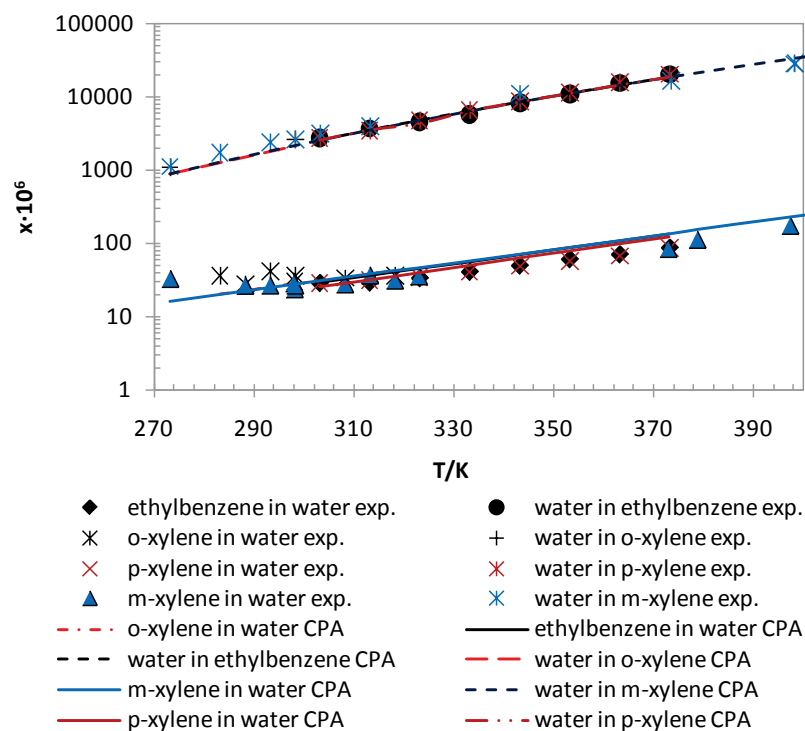 100000
10000
1000
100
10
1
x·10⁶
270 290 310 330 350 370 390
T/K
ethylbenzene in water exp. water in ethylbenzene exp.
o-xylene in water exp. water in o-xylene exp.
p-xylene in water exp. water in p-xylene exp.
m-xylene in water exp. water in m-xylene exp.
o-xylene in water CPA ethylbenzene in water CPA
water in ethylbenzene CPA water in o-xylene CPA
m-xylene in water CPA water in m-xylene CPA
p-xylene in water CPA water in p-xylene CPA